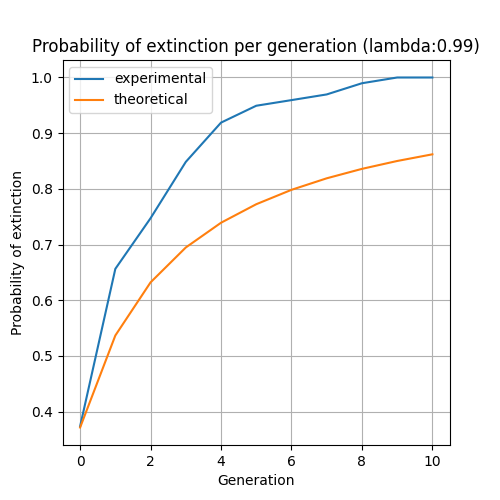 Probability of extinction per generation (lambda:0.99)
experimental
theoretical
Probability of extinction
1.0
0.9
0.8
0.7
0.6
0.5
0.4
0 2 4 6 8 10
Generation